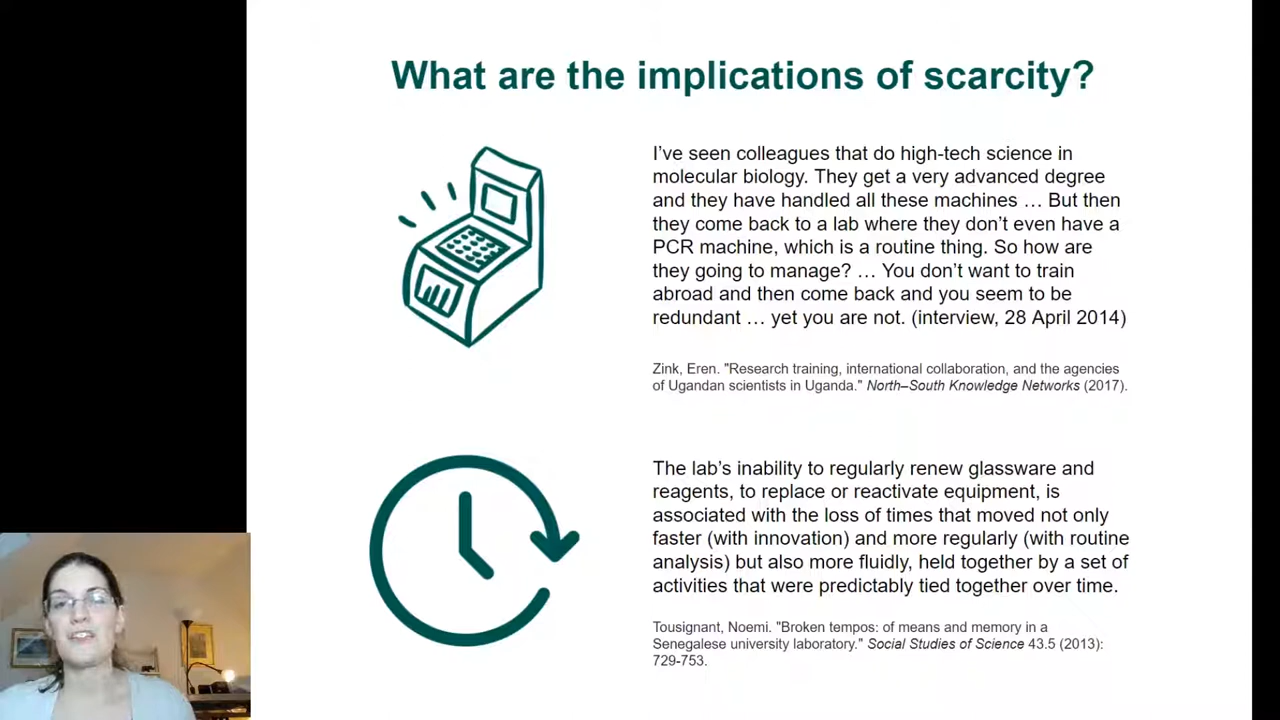 What are the implications of scarcity?
I’ve seen colleagues that do high-tech science in
molecular biology. They get a very advanced degree
and they have handled all these machines … But then
they come back to a lab where they don’t even have a
PCR machine, which is a routine thing. So how are
they going to manage? … You don’t want to train
abroad and then come back and you seem to be
redundant … yet you are not. (interview, 28 April 2014)
Zink, Eren. "Research training, international collaboration, and the agencies
of Ugandan scientists in Uganda." North–South Knowledge Networks (2017).
The lab’s inability to regularly renew glassware and
reagents, to replace or reactivate equipment, is
associated with the loss of times that moved not only
faster (with innovation) and more regularly (with routine
analysis) but also more fluidly, held together by a set of
activities that were predictably tied together over time.
Tousignant, Noemi. "Broken tempos: of means and memory in a
Senegalese university laboratory." Social Studies of Science 43.5 (2013):
729-753.